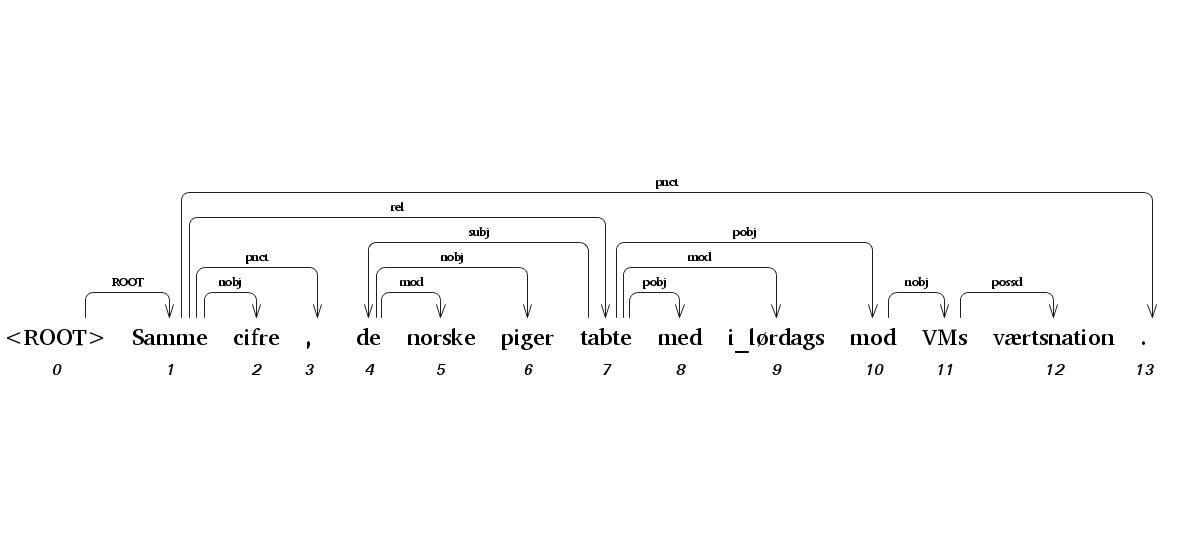 pnct
rel
subj pobj
pnct nobj mod
ROOT nobj mod pobj nobj possd
<ROOT> Samme cifre , de norske piger tabte med i_lørdags mod VMs værtsnation .
0 1 2 3 4 5 6 7 8 9 10 11 12 13